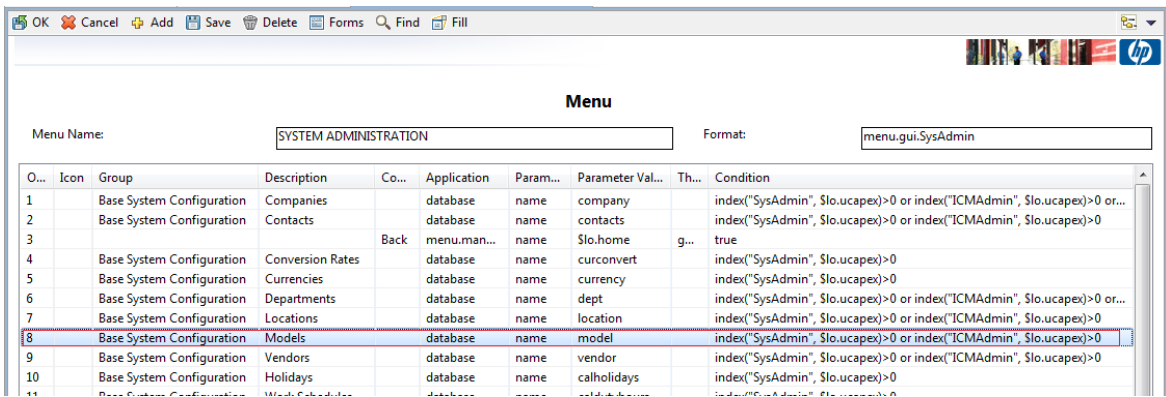 OK Cancel Add Save Delete Forms Find Fill
hp
Menu
Menu Name: SYSTEM ADMINISTRATION Format: menu.gui.SysAdmin
O... Icon Group Description Co... Application Param... Parameter Val... Th... Condition
1 Base System Configuration Companies database name company index("SysAdmin", $lo.ucapex)>0 or index("ICMAdmin", $lo.ucapex)>0 or...
2 Base System Configuration Contacts database name contacts index("SysAdmin", $lo.ucapex)>0 or index("ICMAdmin", $lo.ucapex)>0
3 Back menu.man... name $lo.home g... true
4 Base System Configuration Conversion Rates database name curconvert index("SysAdmin", $lo.ucapex)>0
5 Base System Configuration Currencies database name currency index("SysAdmin", $lo.ucapex)>0
6 Base System Configuration Departments database name dept index("SysAdmin", $lo.ucapex)>0 or index("ICMAdmin", $lo.ucapex)>0 or...
7 Base System Configuration Locations database name location index("SysAdmin", $lo.ucapex)>0 or index("ICMAdmin", $lo.ucapex)>0
8 Base System Configuration Models database name model index("SysAdmin", $lo.ucapex)>0 or index("ICMAdmin", $lo.ucapex)>0
9 Base System Configuration Vendors database name vendor index("SysAdmin", $lo.ucapex)>0 or index("ICMAdmin", $lo.ucapex)>0
10 Base System Configuration Holidays database name calholidays index("SysAdmin", $lo.ucapex)>0